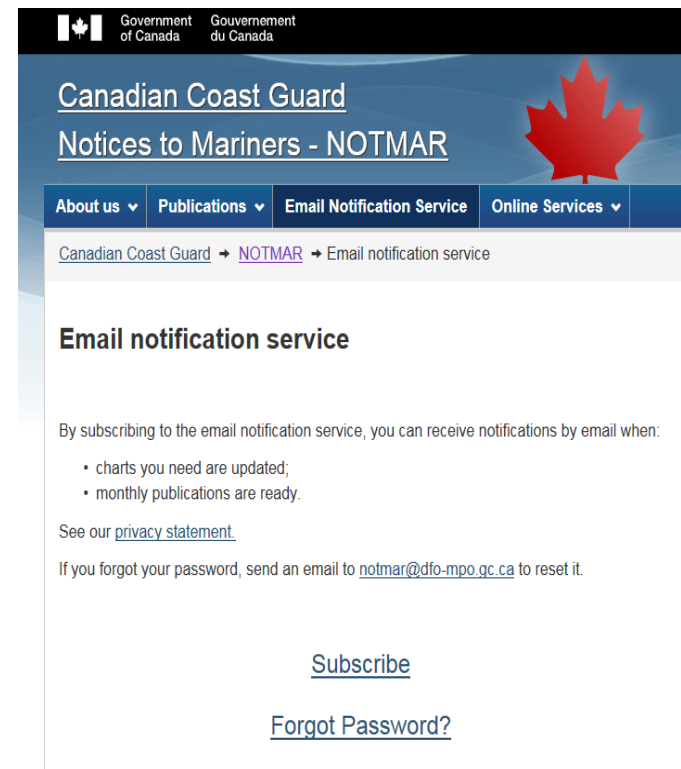 Government Gouvernement
of Canada du Canada
Canadian Coast Guard
Notices to Mariners - NOTMAR
About us Publications Email Notification Service Online Services
Canadian Coast Guard → NOTMAR → Email notification service
Email notification service
By subscribing to the email notification service, you can receive notifications by email when:
• charts you need are updated;
• monthly publications are ready.
See our privacy statement.
If you forgot your password, send an email to notmar@dfo-mpo.gc.ca to reset it.
Subscribe
Forgot Password?